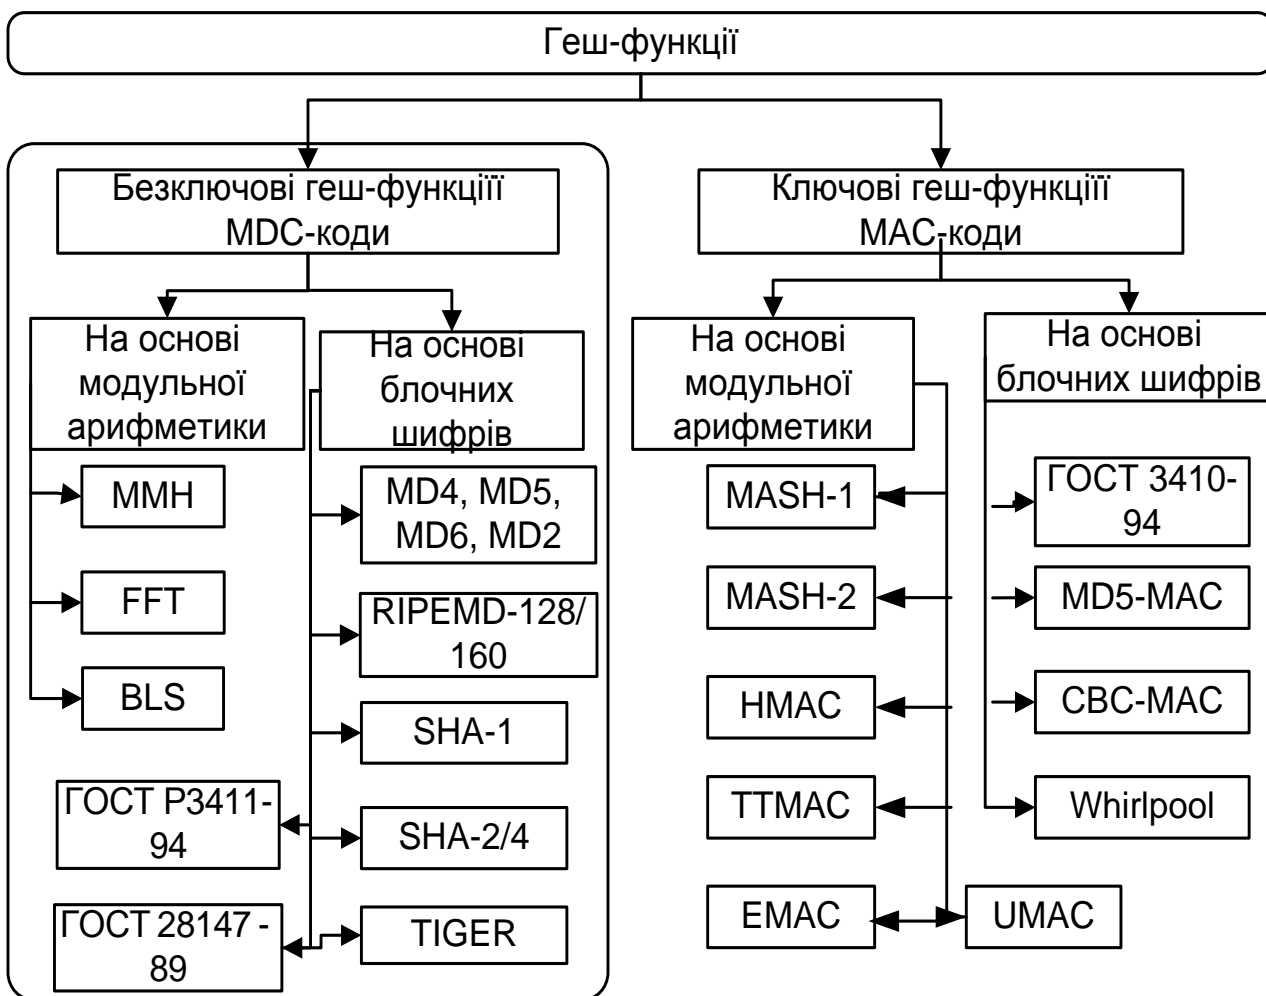 Геш-функції
Безключові геш-функціїї
MDC-коди
Ключові геш-функціїї
MAC-коди
На основі
модульної
арифметики
На основі
блочних
шифрів
На основі
модульної
арифметики
На основі
блочних шифрів
MMH
FFT
BLS
ГОСТ Р3411-
94
ГОСТ 28147 -
89
MD4, MD5,
MD6, MD2
RIPEMD-128/
160
SHA-1
SHA-2/4
TIGER
MASH-1
MASH-2
HMAC
TTMAC
EMAC
UMAC
ГОСТ 3410-
94
MD5-MAC
CBC-MAC
Whirlpool